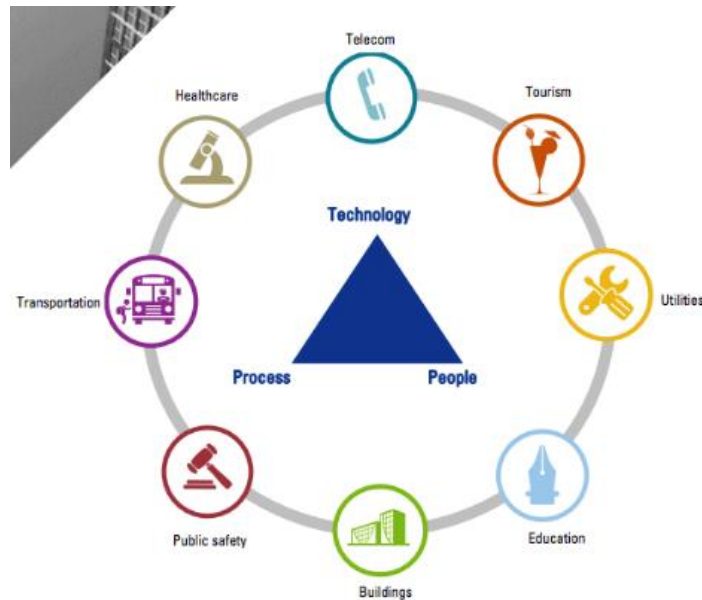 Telecom
Healthcare
Tourism
Technology
Transportation
Utilities
Process
People
Public safety
Education
Buildings